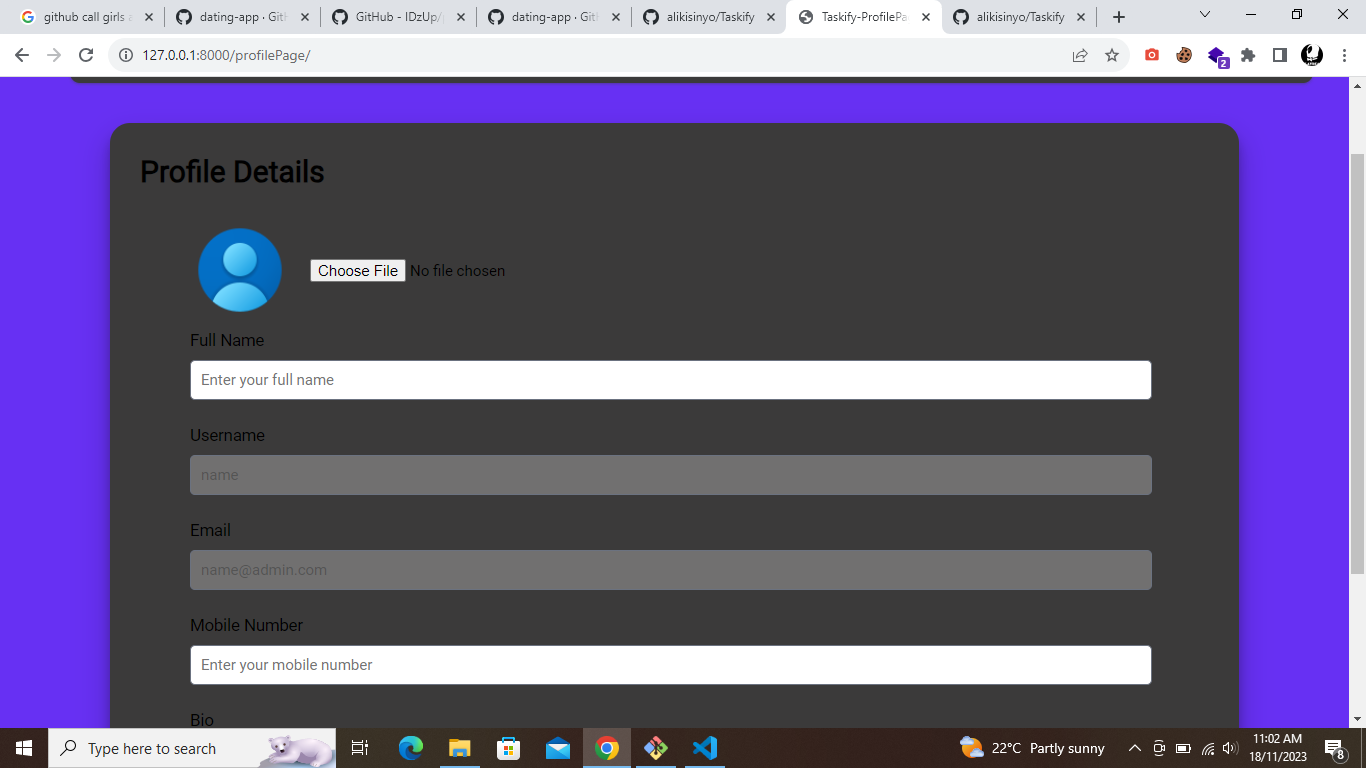 github call girls a
dating-app · Gith
GitHub - IDzUp/
dating-app · Gith
alikisinyo/Taskify
Taskify-ProfilePa
alikisinyo/Taskify
127.0.0.1:8000/profilePage/
2
Profile Details
Choose File No file chosen
Full Name
Enter your full name
Username
name
Email
name@admin.com
Mobile Number
Enter your mobile number
Bio
Type here to search
22°C Partly sunny
11:02 AM
18/11/2023
8